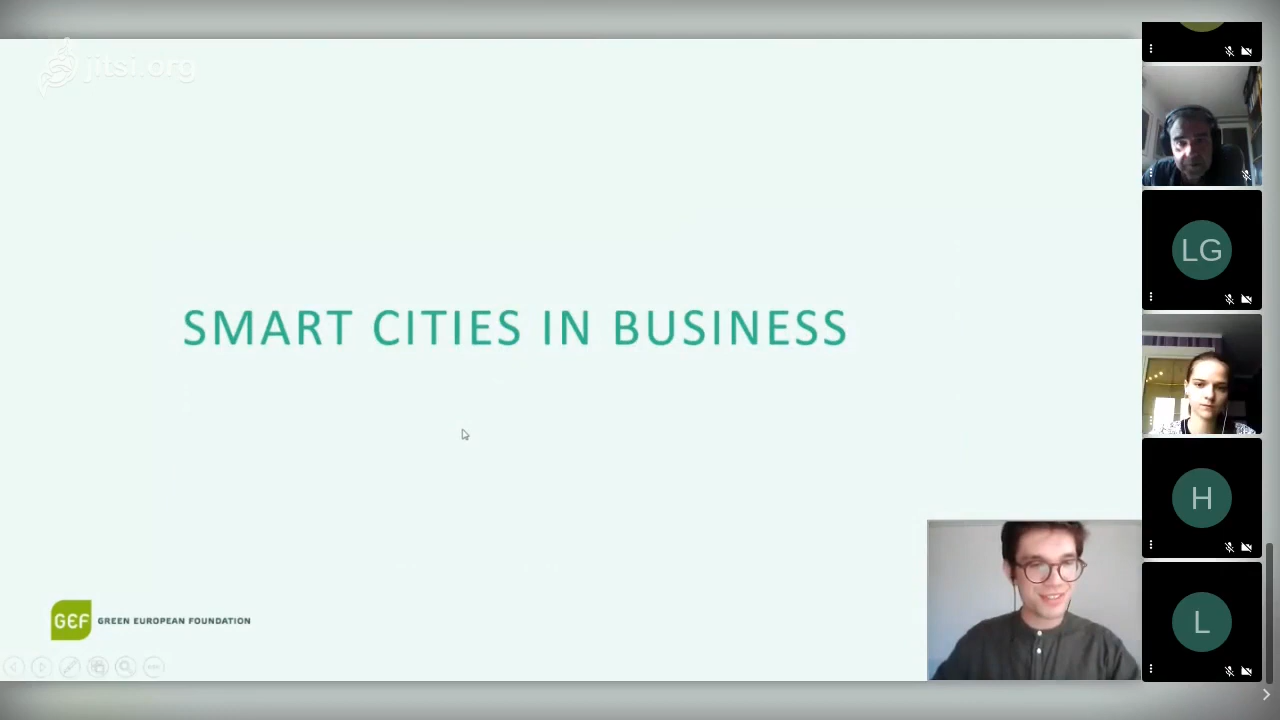 jitsi.org
SMART CITIES IN BUSINESS
GEF GREEN EUROPEAN FOUNDATION
LG
H
L